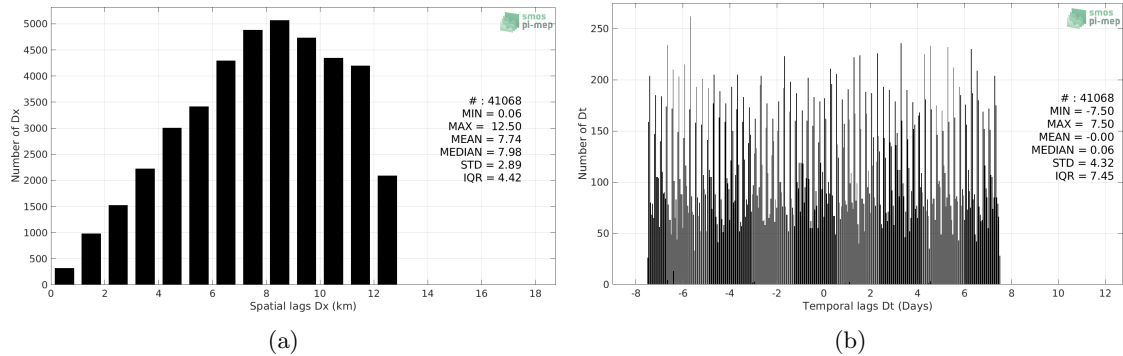 5000
4500
4000
3500
3000
2500
2000
1500
1000
500
0
Number of Dx
0 2 4 6 8 10 12 14 16 18
Spatial lags Dx (km)
smos
pi-mep
# : 41068
MIN = 0.06
MAX = 12.50
MEAN = 7.74
MEDIAN = 7.98
STD = 2.89
IQR = 4.42
(a)
250
200
150
100
50
0
Number of Dt
-8 -6 -4 -2 0 2 4 6 8 10 12
Temporal lags Dt (Days)
smos
pi-mep
# : 41068
MIN = -7.50
MAX = 7.50
MEAN = -0.00
MEDIAN = 0.06
STD = 4.32
IQR = 7.45
(b)